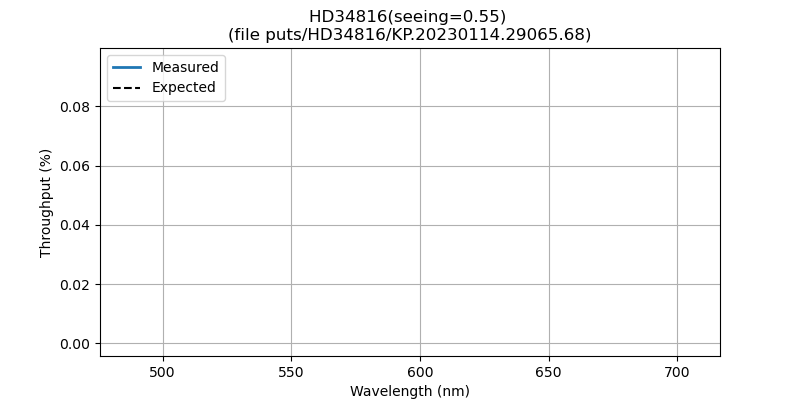 HD34816(seeing=0.55)
(file puts/HD34816/KP.20230114.29065.68)
Measured
Expected
Throughput (%)
0.08
0.06
0.04
0.02
0.00
500
550
600
650
700
Wavelength (nm)